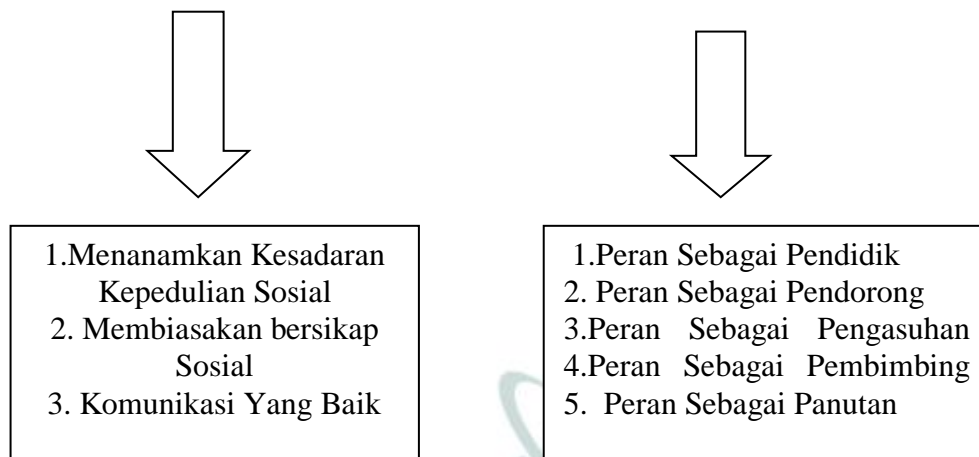 1.Menanamkan Kesadaran
Kepedulian Sosial
2. Membiasakan bersikap
Sosial
3. Komunikasi Yang Baik
1.Peran Sebagai Pendidik
2. Peran Sebagai Pendorong
3.Peran Sebagai Pengasuhan
4.Peran Sebagai Pembimbing
5. Peran Sebagai Panutan